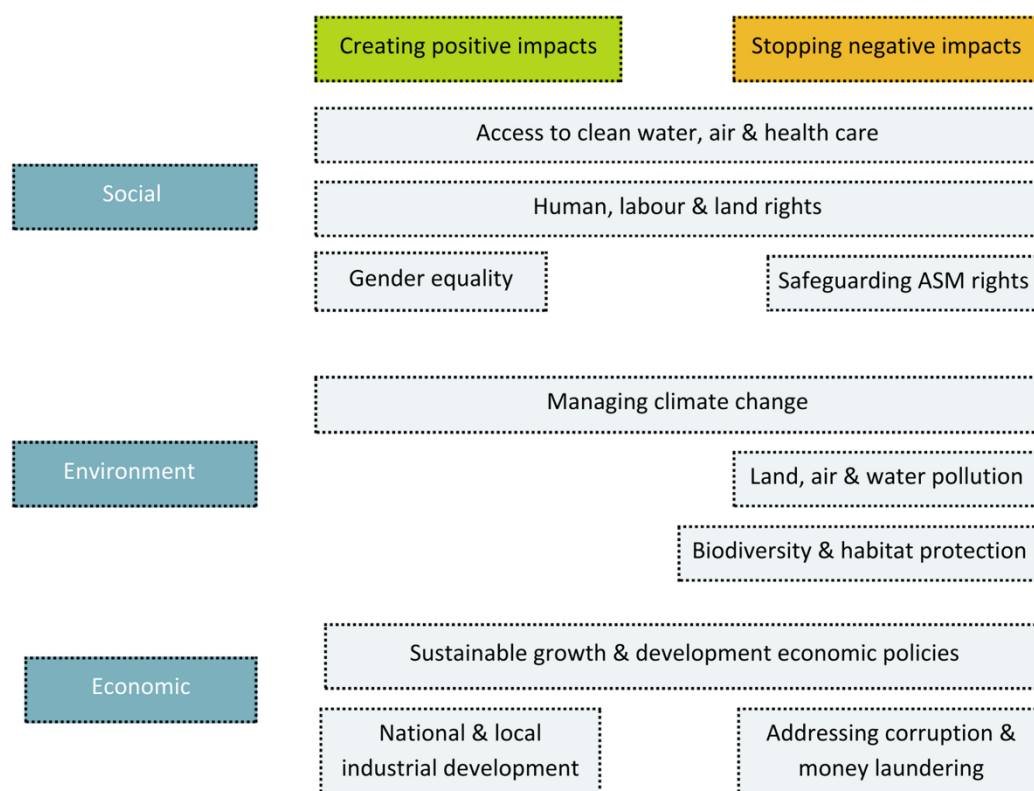 Creating positive impacts
Stopping negative impacts
Access to clean water, air & health care
Social
Human, labour & land rights
Gender equality
Safeguarding ASM rights
Managing climate change
Environment
Land, air & water pollution
Biodiversity & habitat protection
Sustainable growth & development economic policies
Economic
National & local
industrial development
Addressing corruption &
money laundering